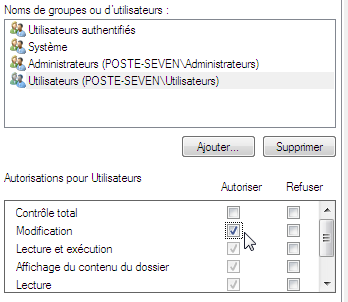 Noms de groupes ou d'utilisateurs :
Utilisateurs authentifiés
Système
Administrateurs (POSTE-SEVEN\Administrateurs)
Utilisateurs (POSTE-SEVEN\Utilisateurs)
Ajouter... Supprimer
Autorisations pour Utilisateurs Autoriser Refuser
Contrôle total
Modification
Lecture et exécution
Affichage du contenu du dossier
Lecture